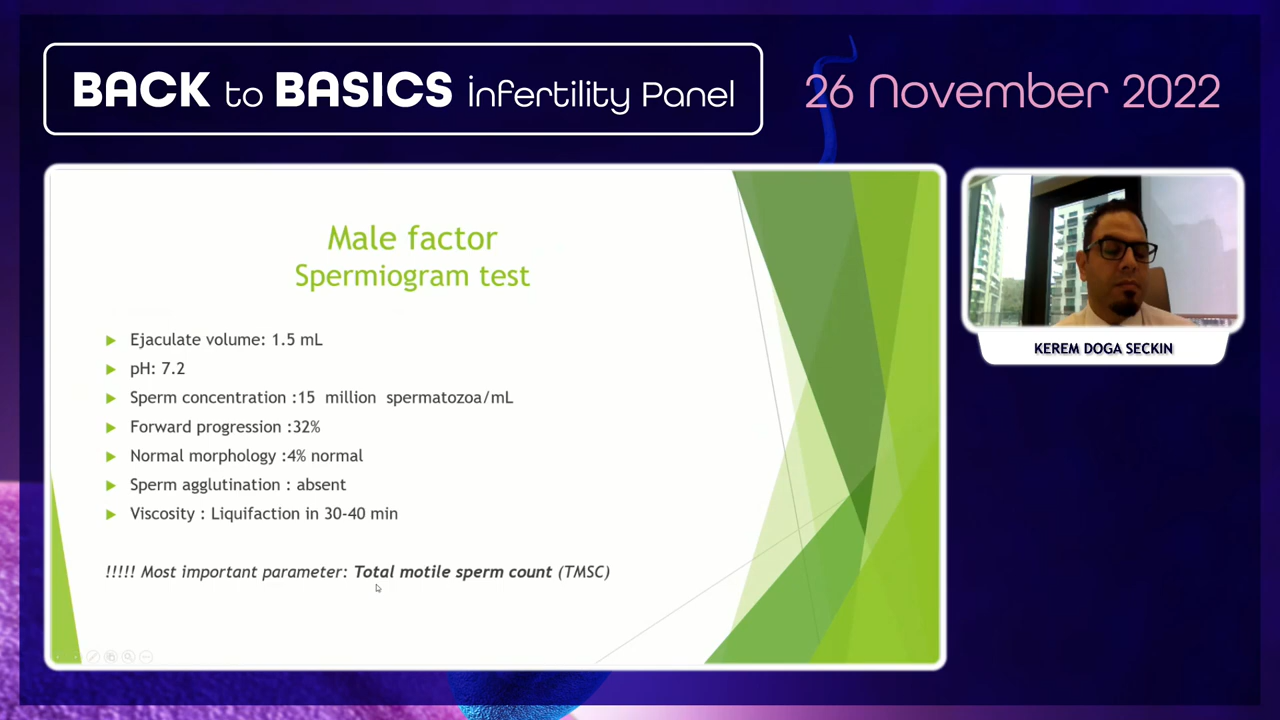 BACK to BASICS infertility Panel
26 November 2022
Male factor
Spermiogram test
Ejaculate volume: 1.5 mL
pH: 7.2
Sperm concentration :15 million spermatozoa/mL
Forward progression :32%
Normal morphology :4% normal
Sperm agglutination : absent
Viscosity : Liquifaction in 30-40 min
!!!!! Most important parameter: Total motile sperm count (TMSC)
KEREM DOGA SECKIN